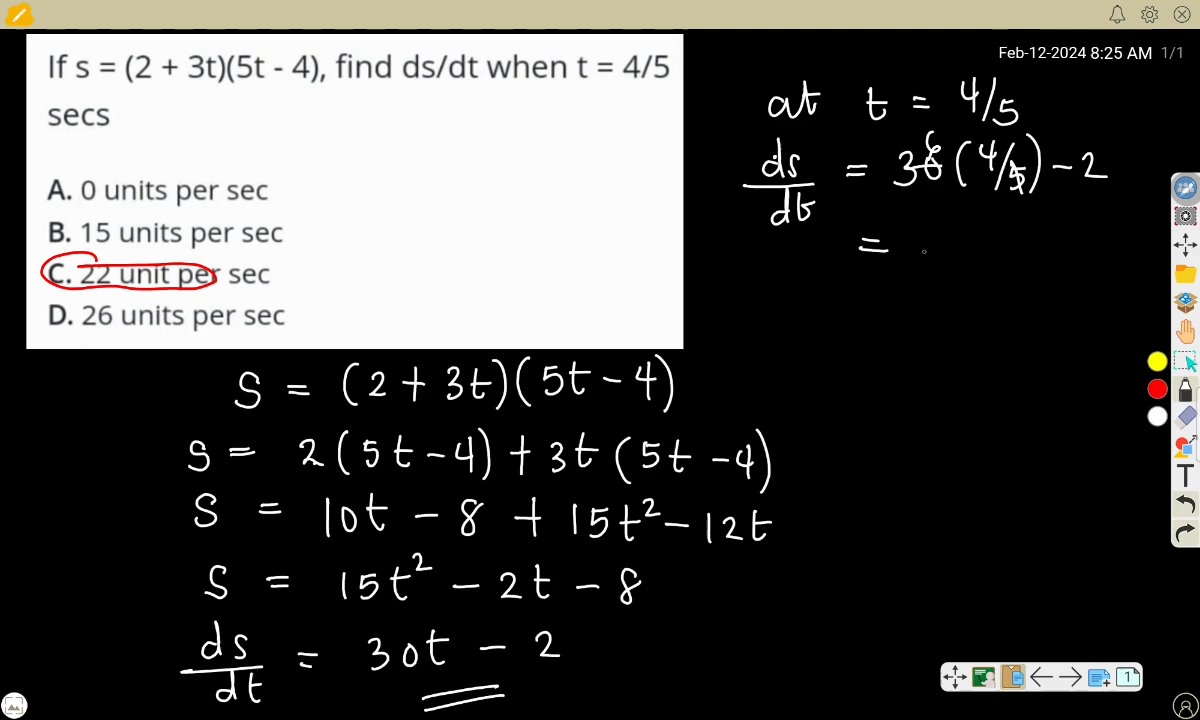 Feb-12-2024 8:25 AM 1/1
If s = (2 + 3t)(5t - 4), find ds/dt when t = 4/5
secs
A. 0 units per sec
B. 15 units per sec
C. 22 unit per sec
D. 26 units per sec
at t = 4/5
ds/dt = 30 6 (4/5) - 2
=
S = (2 + 3t)(5t - 4)
S = 2(5t - 4) + 3t(5t - 4)
S = 10t - 8 + 15t² - 12t
S = 15t² - 2t - 8
ds/dt = 30t - 2
T
1